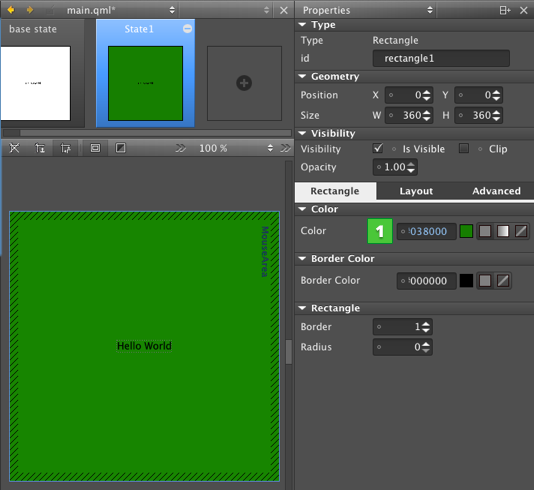 main.qml*
Properties
base state
State1
Type
Type Rectangle
id rectangle1
Geometry
Position X 0 Y 0
Size W 360 H 360
Visibility
Visibility Is Visible Clip
Opacity 1.00
100 %
Rectangle Layout Advanced
Color
Color 1 038000
MouseArea
Border Color
Border Color 000000
Rectangle
Border 1
Radius 0
Hello World